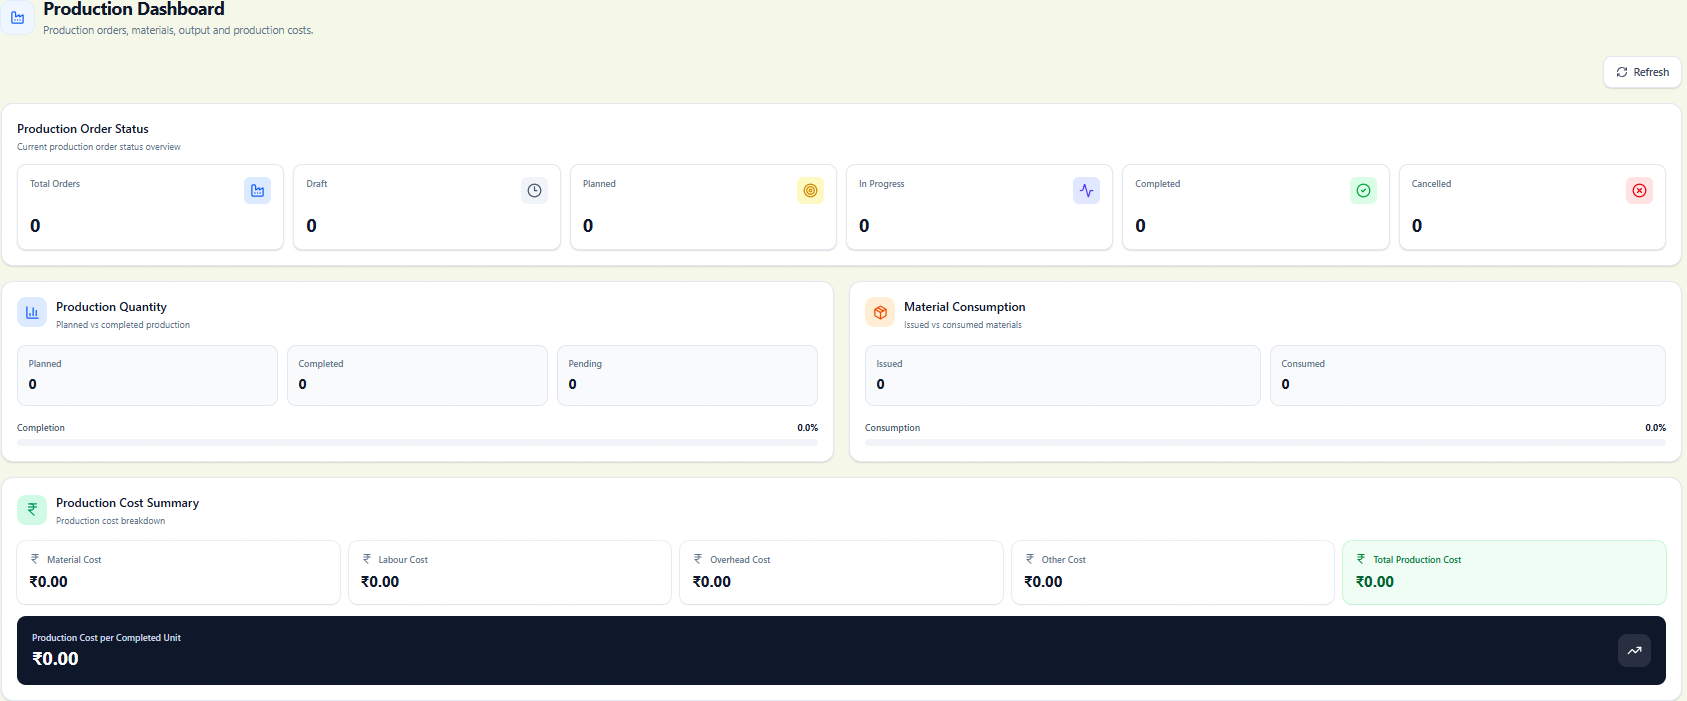 Production Dashboard
Production orders, materials, output and production costs.
Refresh
Production Order Status
Current production order status overview
Total Orders
0
Draft
0
Planned
0
In Progress
0
Completed
0
Cancelled
0
Production Quantity
Planned vs completed production
Planned
0
Completed
0
Pending
0
Completion 0.0%
Material Consumption
Issued vs consumed materials
Issued
0
Consumed
0
Consumption 0.0%
₹ Production Cost Summary
Production cost breakdown
₹ Material Cost
₹0.00
₹ Labour Cost
₹0.00
₹ Overhead Cost
₹0.00
₹ Other Cost
₹0.00
₹ Total Production Cost
₹0.00
Production Cost per Completed Unit
₹0.00